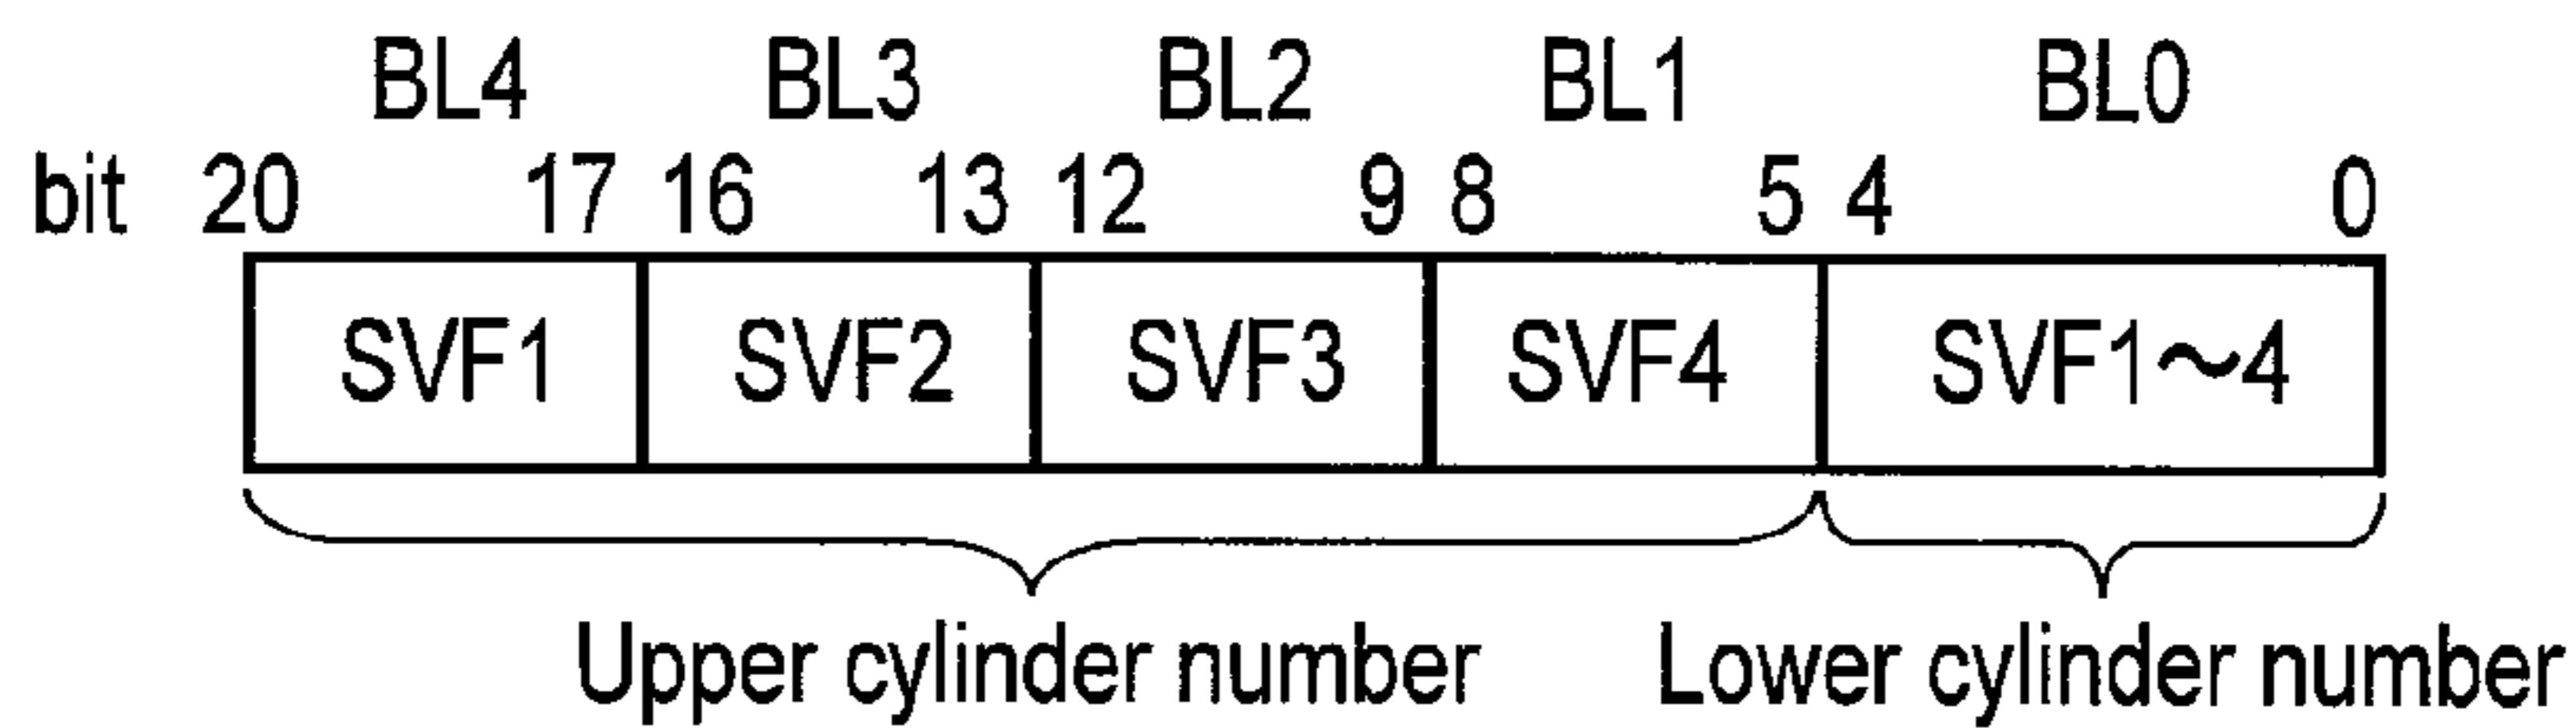 BL4 BL3 BL2 BL1 BL0
bit 20 17 16 13 12 9 8 5 4 0
SVF1 SVF2 SVF3 SVF4 SVF1～4
Upper cylinder number Lower cylinder number